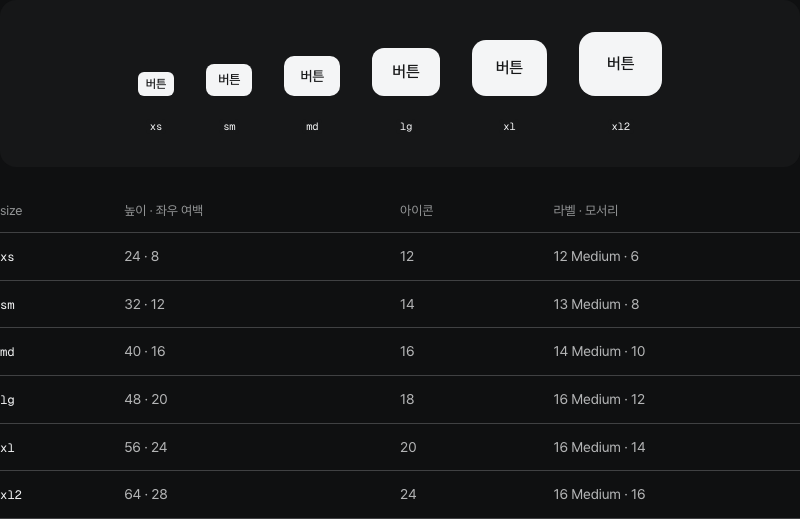 버튼 버튼 버튼 버튼 버튼 버튼
xs sm md lg xl xl2
size 높이 · 좌우 여백 아이콘 라벨 · 모서리
xs 24 · 8 12 12 Medium · 6
sm 32 · 12 14 13 Medium · 8
md 40 · 16 16 14 Medium · 10
lg 48 · 20 18 16 Medium · 12
xl 56 · 24 20 16 Medium · 14
xl2 64 · 28 24 16 Medium · 16